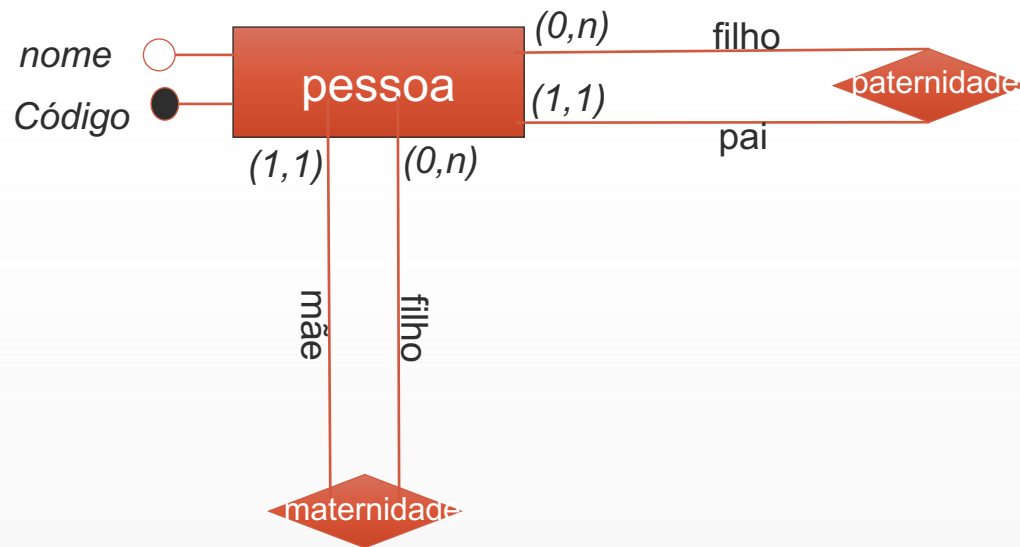 nome
Código
pessoa
(0,n)
filho
paternidade
(1,1)
pai
(1,1)
(0,n)
mãe
filho
maternidade